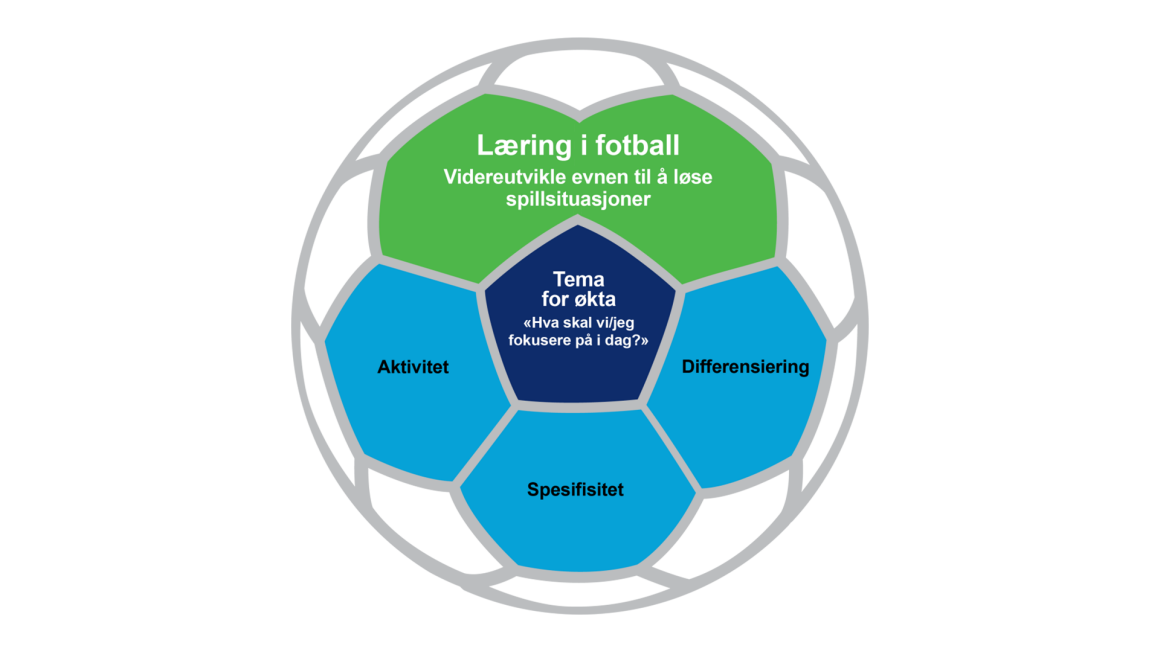 Læring i fotball
Videreutvikle evnen til å løse
spillsituasjoner
Tema
for økta
«Hva skal vi/jeg
fokusere på i dag?»
Aktivitet
Differensiering
Spesifisitet